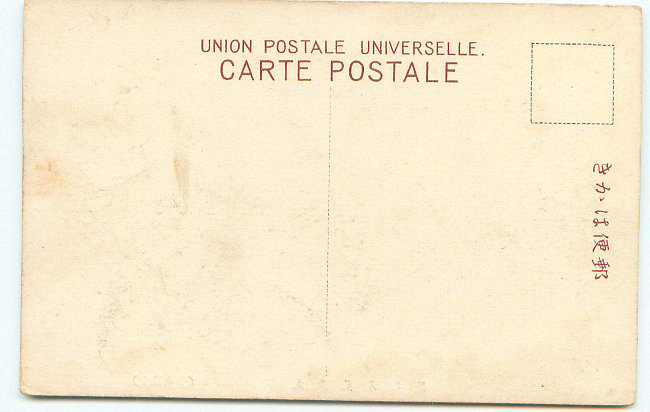 UNION POSTALE UNIVERSELLE.
CARTE POSTALE
きかは便郵